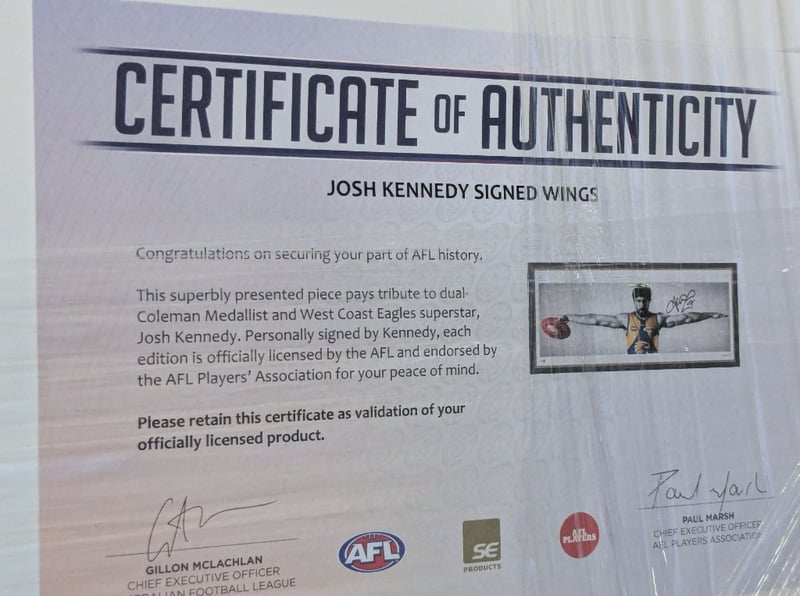 CERTIFICATE OF AUTHENTICITY
JOSH KENNEDY SIGNED WINGS
Congratulations on securing your part of AFL history.
This superbly presented piece pays tribute to dual-
Coleman Medallist and West Coast Eagles superstar,
Josh Kennedy. Personally signed by Kennedy, each
edition is officially licensed by the AFL and endorsed by
the AFL Players' Association for your peace of mind.
Please retain this certificate as validation of your
officially licensed product.
GILLON MCLACHLAN
CHIEF EXECUTIVE OFFICER
FOOTBALL LEAGUE
AFL
SE
PRODUCTS
AFL
PLAYERS
Paul Marsh
PAUL MARSH
CHIEF EXECUTIVE OFFICER
AFL PLAYERS ASSOCIATION